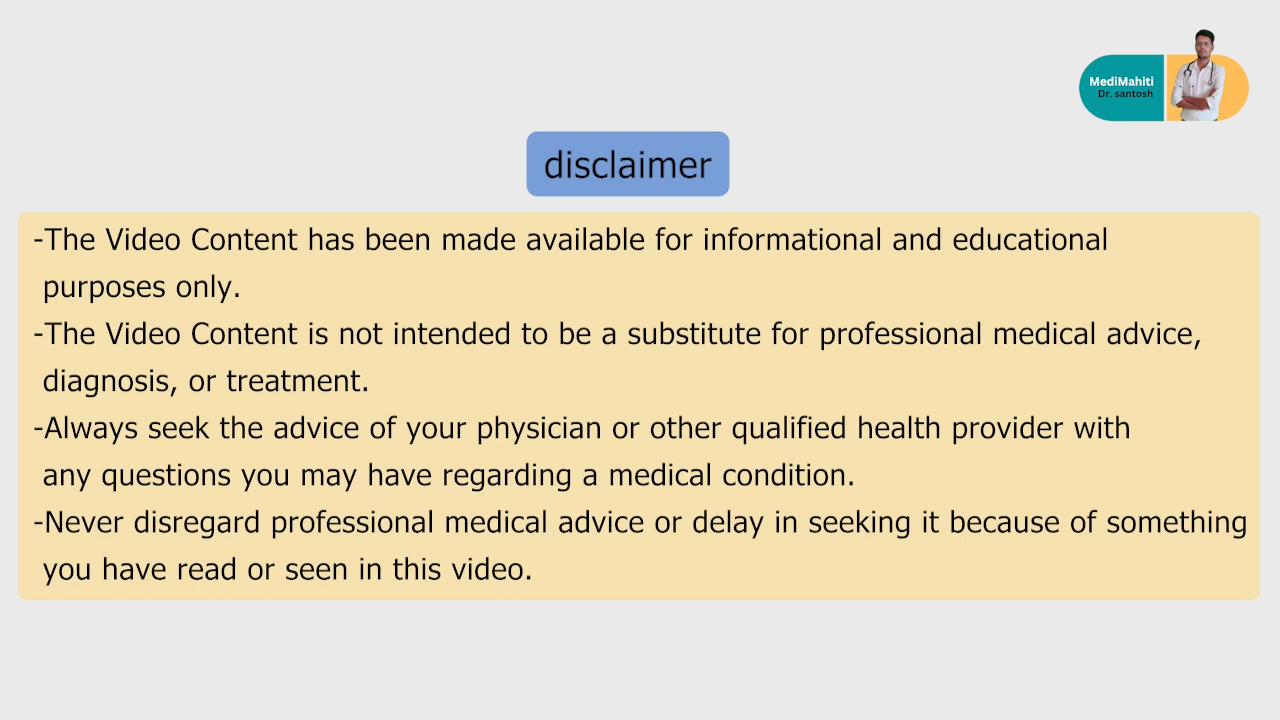 MediMahiti
Dr. santosh
disclaimer
-The Video Content has been made available for informational and educational
purposes only.
-The Video Content is not intended to be a substitute for professional medical advice,
diagnosis, or treatment.
-Always seek the advice of your physician or other qualified health provider with
any questions you may have regarding a medical condition.
-Never disregard professional medical advice or delay in seeking it because of something
you have read or seen in this video.